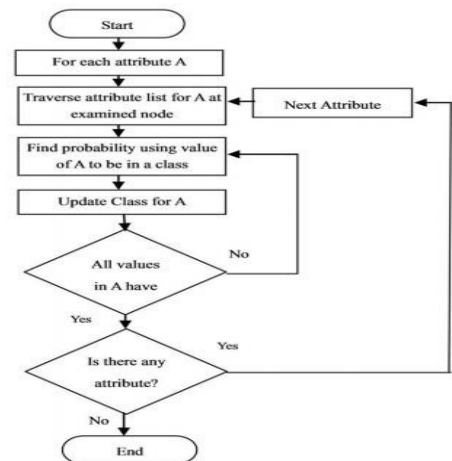 Start
For each attribute A
Traverse attribute list for A at
examined node
Next Attribute
Find probability using value
of A to be in a class
Update Class for A
All values
in A have
No
Yes
Is there any
attribute?
Yes
No
End